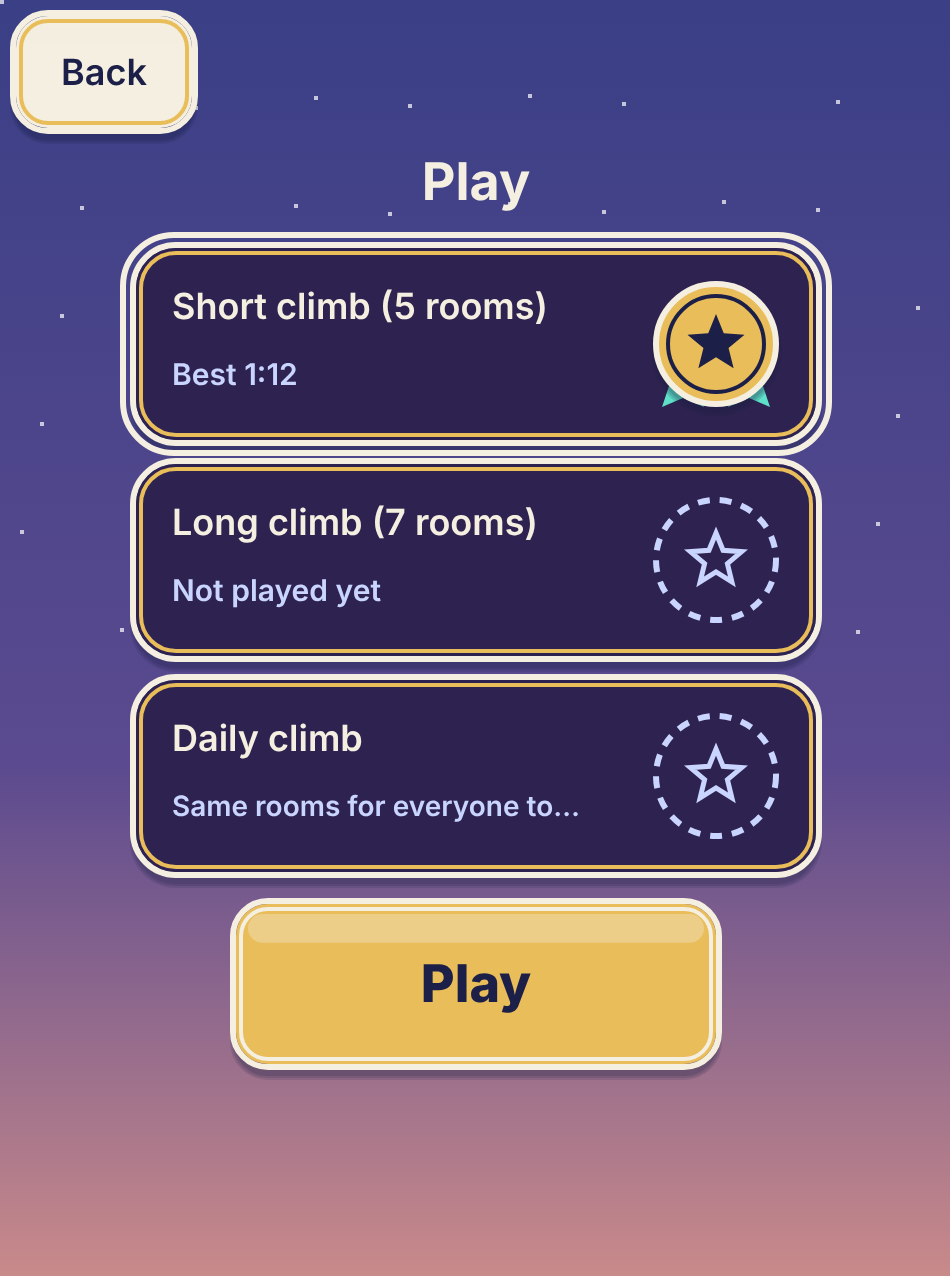 Back
Play
Short climb (5 rooms)
Best 1:12
Long climb (7 rooms)
Not played yet
Daily climb
Same rooms for everyone to...
Play